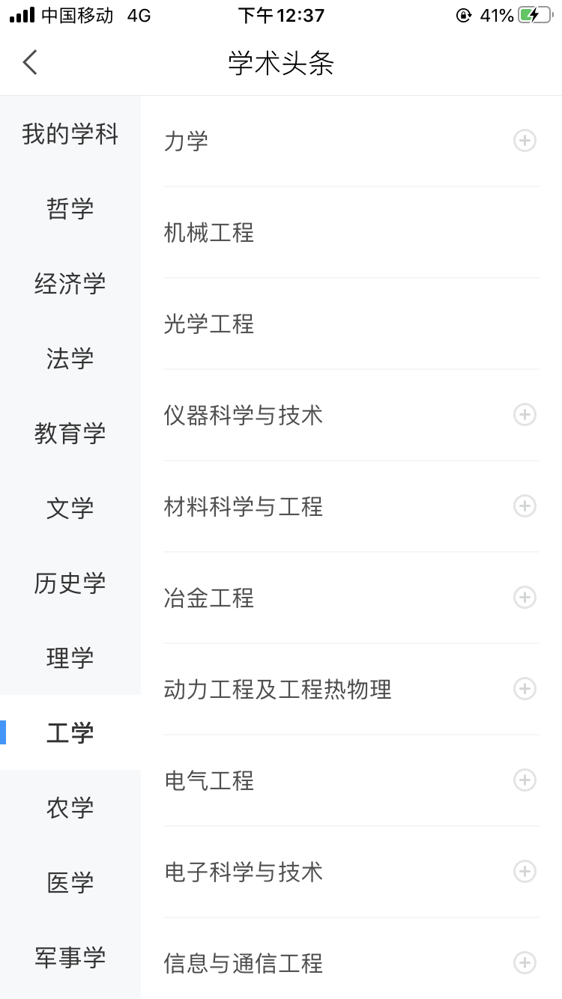 中国移动 4G 下午12:37 41%
学术头条
我的学科
哲学
经济学
法学
教育学
文学
历史学
理学
工学
农学
医学
军事学
力学
机械工程
光学工程
仪器科学与技术
材料科学与工程
冶金工程
动力工程及工程热物理
电气工程
电子科学与技术
信息与通信工程